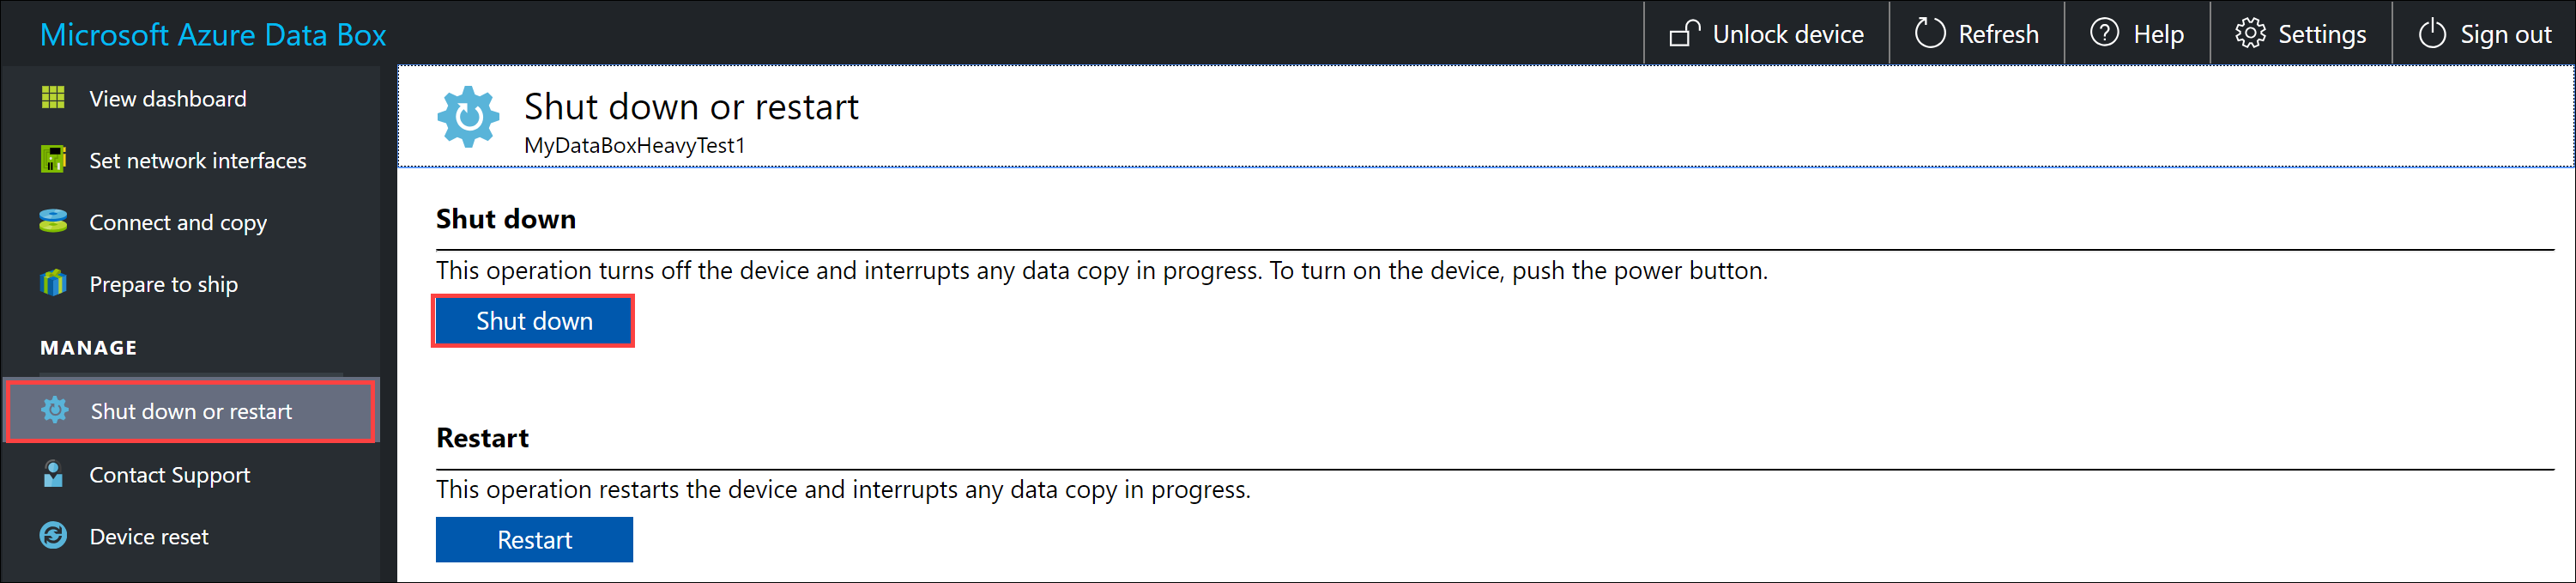 Microsoft Azure Data Box
Unlock device
Refresh
Help
Settings
Sign out
View dashboard
Set network interfaces
Connect and copy
Prepare to ship
MANAGE
Shut down or restart
Contact Support
Device reset
Shut down or restart
MyDataBoxHeavyTest1
Shut down
This operation turns off the device and interrupts any data copy in progress. To turn on the device, push the power button.
Shut down
Restart
This operation restarts the device and interrupts any data copy in progress.
Restart